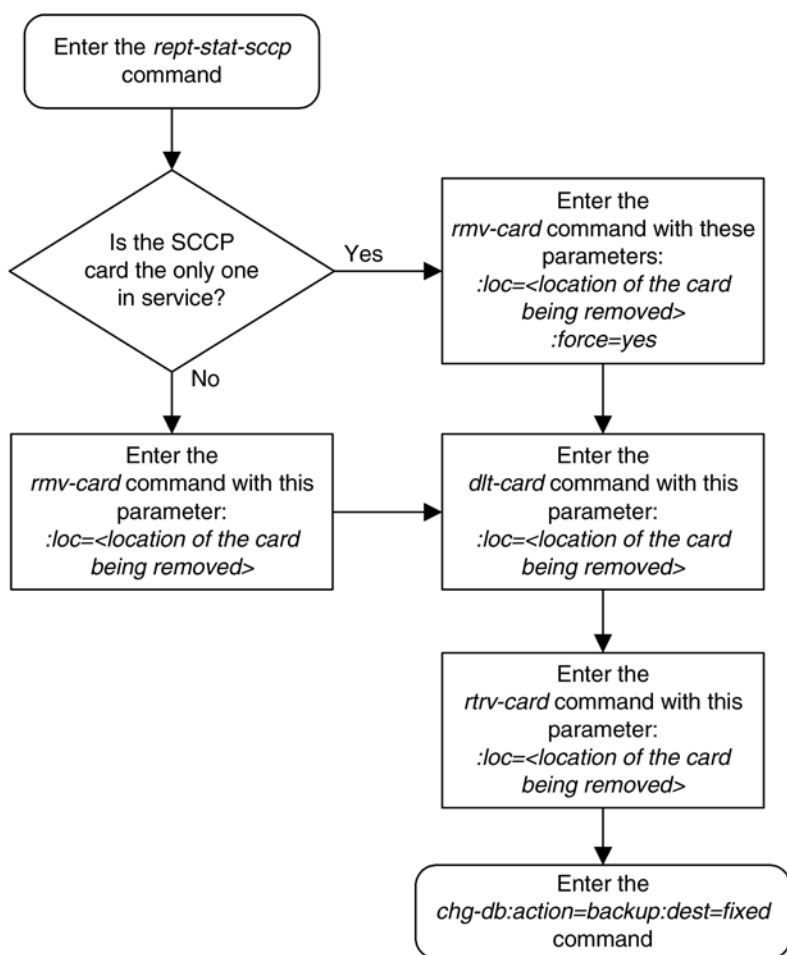 Enter the rept-stat-sccp
command
Is the SCCP
card the only one
in service?
Yes
No
Enter the
rmv-card command with these
parameters:
:loc=<location of the card
being removed>
:force=yes
Enter the
rmv-card command with this
parameter:
:loc=<location of the card
being removed>
Enter the
dlt-card command with this
parameter:
:loc=<location of the card
being removed>
Enter the
rtrv-card command with this
parameter:
:loc=<location of the card
being removed>
Enter the
chg-db:action=backup:dest=fixed
command